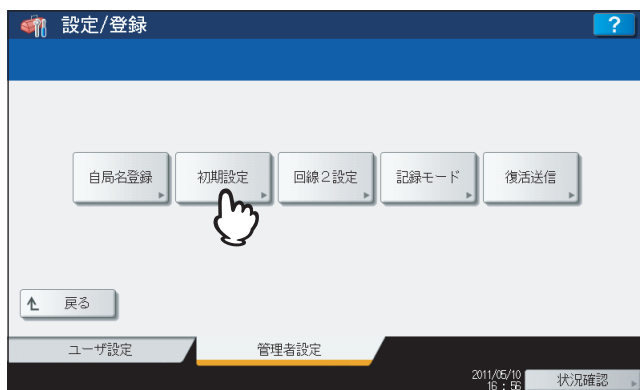 設定/登録
?
自局名登録
初期設定
回線2設定
記録モード
復活送信
戻る
ユーザ設定
管理者設定
2011/05/10
16:56
状況確認